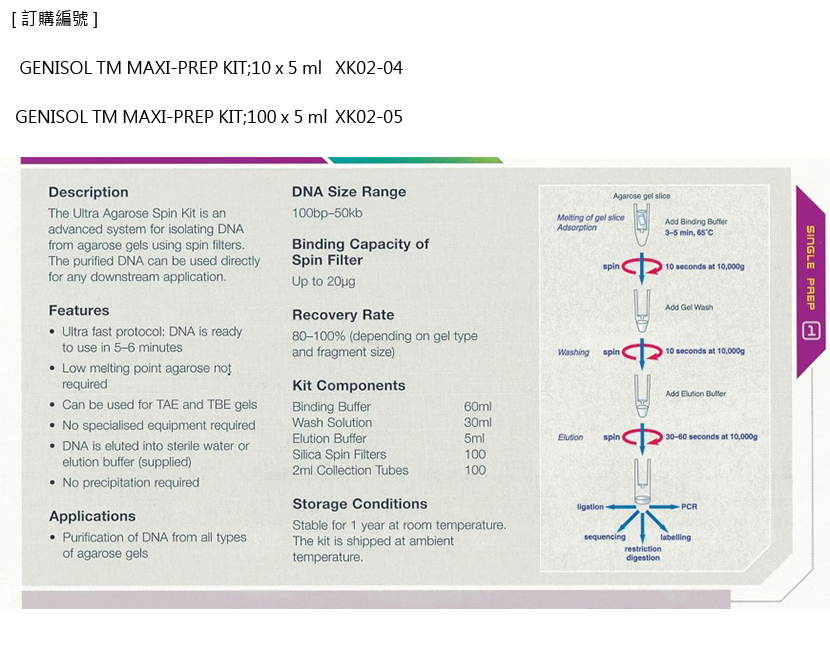 [ 訂購編號 ]
GENISOL TM MAXI-PREP KIT;10 x 5 ml XK02-04
GENISOL TM MAXI-PREP KIT;100 x 5 ml XK02-05
Description
The Ultra Agarose Spin Kit is an
advanced system for isolating DNA
from agarose gels using spin filters.
The purified DNA can be used directly
for any downstream application.
Features
• Ultra fast protocol: DNA is ready
to use in 5–6 minutes
• Low melting point agarose not
required
• Can be used for TAE and TBE gels
• No specialised equipment required
• DNA is eluted into sterile water or
elution buffer (supplied)
• No precipitation required
Applications
• Purification of DNA from all types
of agarose gels
DNA Size Range
100bp–50kb
Binding Capacity of
Spin Filter
Up to 20µg
Recovery Rate
80–100% (depending on gel type
and fragment size)
Kit Components
Binding Buffer 60ml
Wash Solution 30ml
Elution Buffer 5ml
Silica Spin Filters 100
2ml Collection Tubes 100
Storage Conditions
Stable for 1 year at room temperature.
The kit is shipped at ambient
temperature.
Agarose gel slice
Melting of gel slice
Adsorption
Add Binding Buffer
3–5 min, 65˚C
spin 10 seconds at 10,000g
Add Gel Wash
Washing spin 10 seconds at 10,000g
Add Elution Buffer
Elution spin 30–60 seconds at 10,000g
ligation PCR
sequencing labelling
restriction
digestion
SINGLE PREP 1